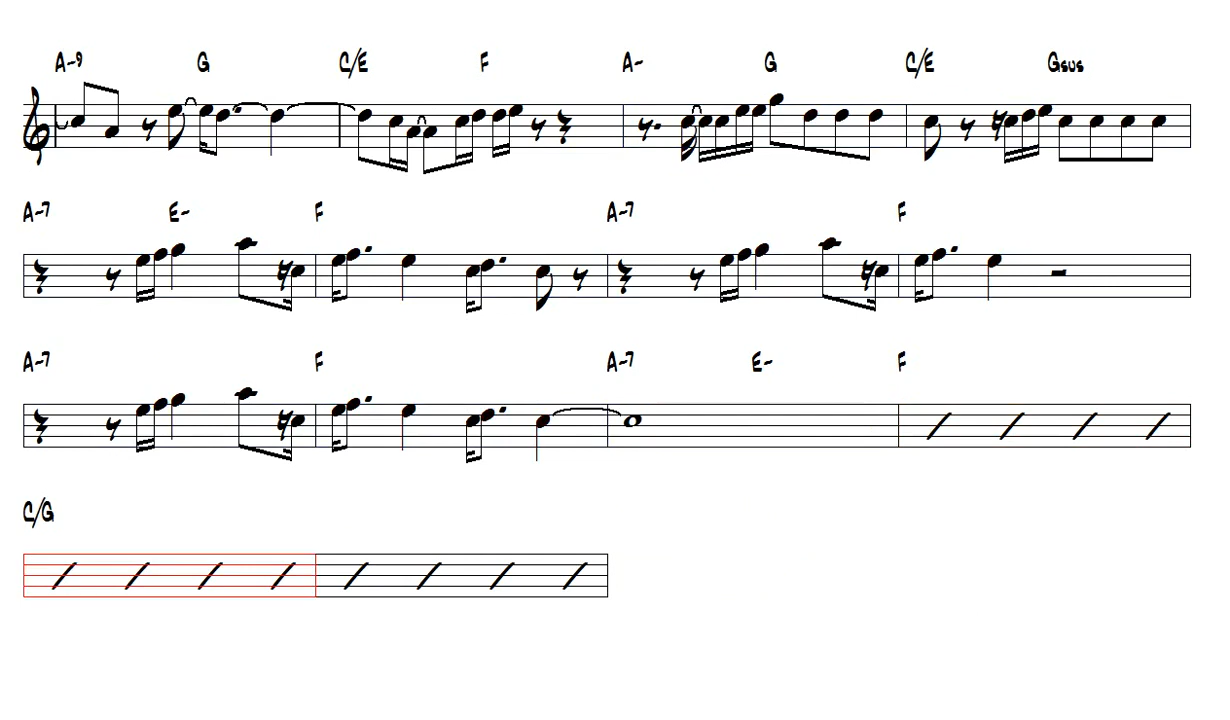 A-9 G C/E F A- G C/E Gsus
A-7 E- F A-7 F
A-7 F A-7 E- F
C/G